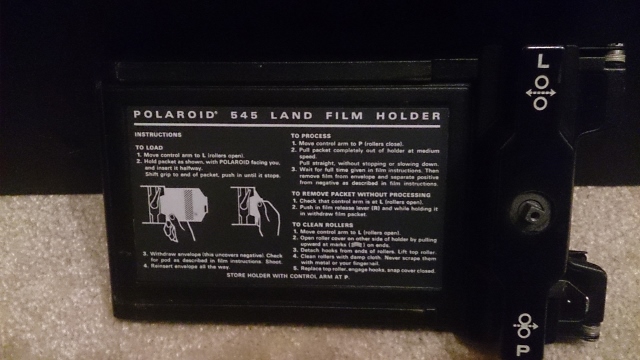 POLAROID® 545 LAND FILM HOLDER
INSTRUCTIONS
TO LOAD
1. Move control arm to L (rollers open).
2. Hold packet as shown, with POLAROID facing you,
and insert it halfway.
Shift grip to end of packet, push in until it stops.
3. Withdraw envelope (this uncovers negative). Check
for pod as described in film instructions. Shoot.
4. Reinsert envelope all the way.
TO PROCESS
1. Move control arm to P (rollers close).
2. Pull packet completely out of holder at medium
speed.
Pull straight, without stopping or slowing down.
3. Wait for full time given in film instructions. Then
remove film from envelope and separate positive
from negative as described in film instructions.
TO REMOVE PACKET WITHOUT PROCESSING
1. Check that control arm is at L (rollers open).
2. Push in film release lever (R) and while holding it
in withdraw film packet.
TO CLEAN ROLLERS
1. Move control arm to L (rollers open).
2. Open roller cover on other side of holder by pulling
upward at marks on ends.
3. Detach hooks from ends of rollers. Lift top roller.
4. Clean rollers with damp cloth. Never scrape them
with metal or your fingernail.
5. Replace top roller, engage hooks, snap cover closed.
STORE HOLDER WITH CONTROL ARM AT P.
L
P